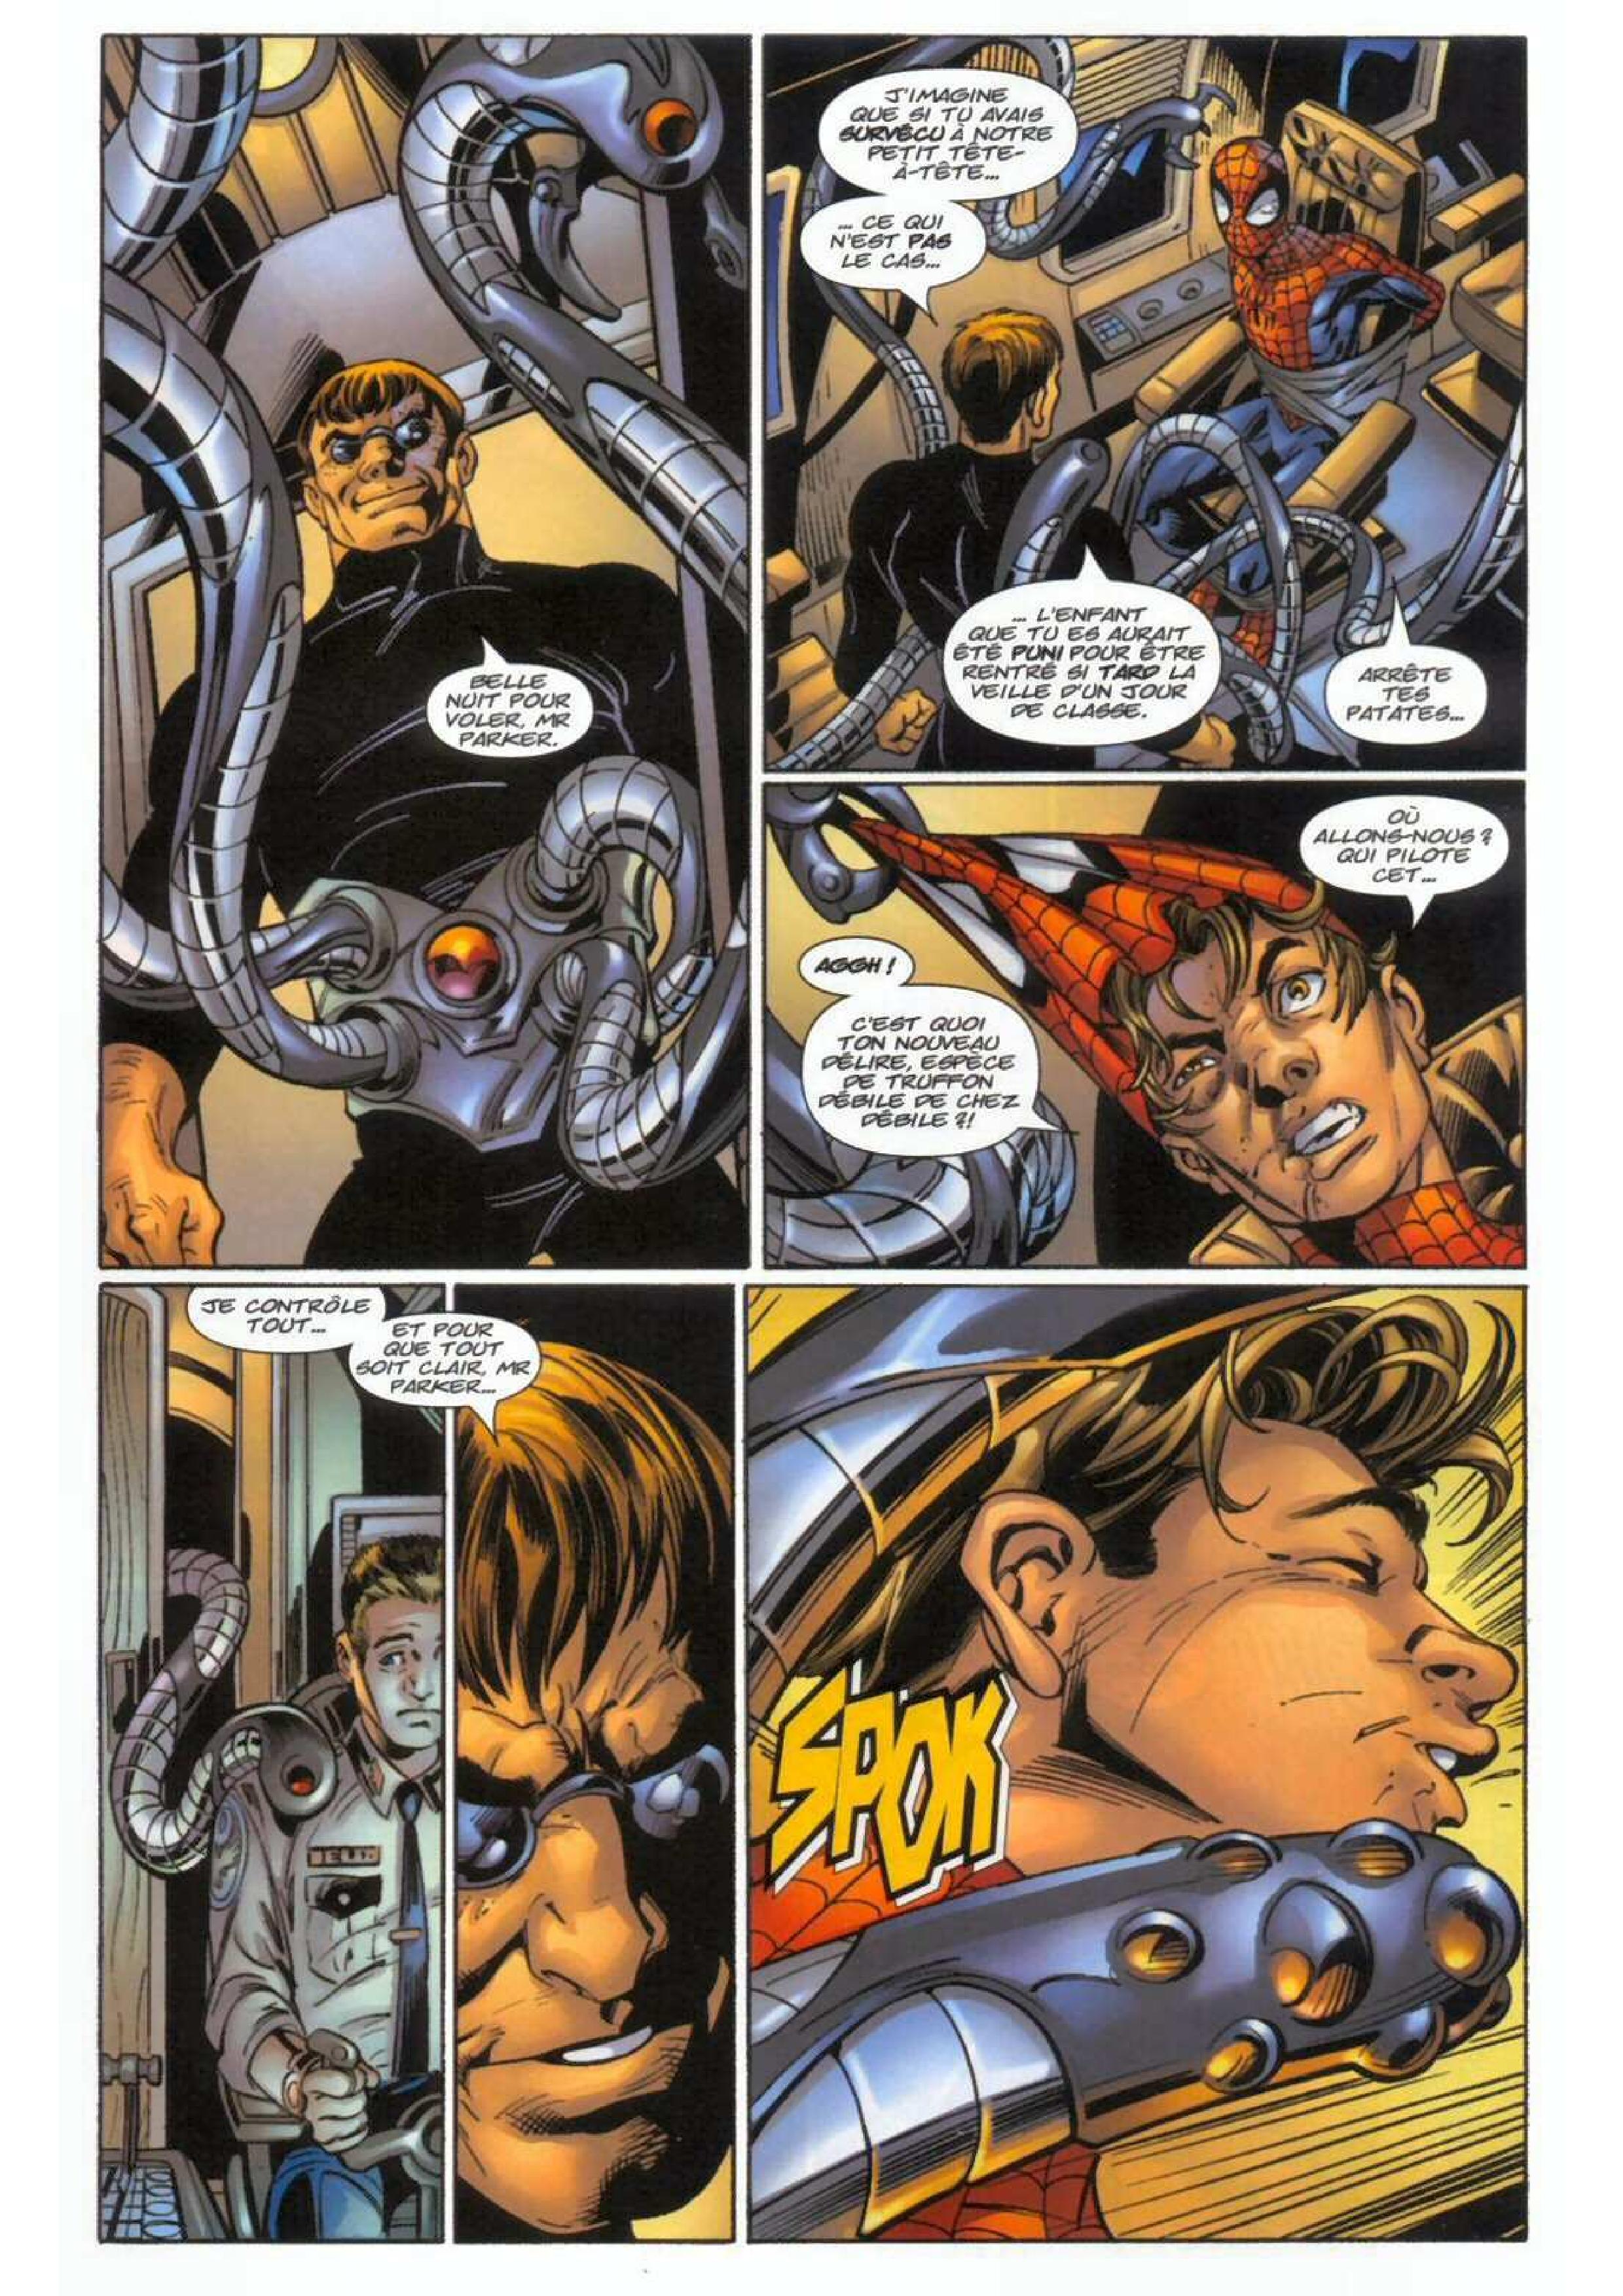 BELLE
NUIT POUR
VOLER, MR
PARKER.
J'IMAGINE
QUE SI TU AVAIS
SURVÉCU À NOTRE
PETIT TÊTE-
À-TÊTE...
... CE QUI
N'EST PAS
LE CAS...
... L'ENFANT
QUE TU ES AURAIT
ÉTÉ PUNI POUR ÊTRE
RENTRÉ SI TARD LA
VEILLE D'UN JOUR
DE CLASSE.
ARRÊTE
TES
PATATES...
OÙ
ALLONS-NOUS ?
QUI PILOTE
CET...
AGGH !
C'EST QUOI
TON NOUVEAU
DÉLIRE, ESPÈCE
DE TRUFFON
DÉBILE DE CHEZ
DÉBILE ?!
JE CONTRÔLE
TOUT...
ET POUR
QUE TOUT
SOIT CLAIR, MR
PARKER...
SPOK